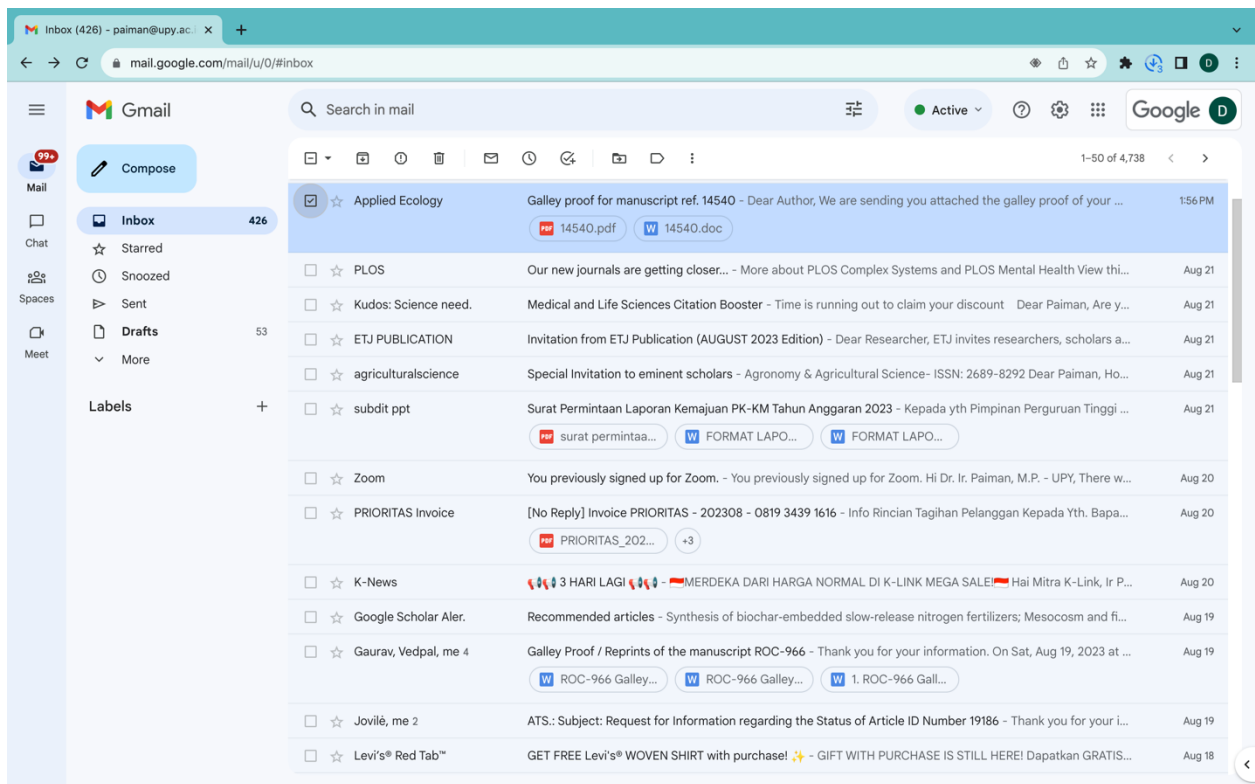 Inbox (426) - paiman@upy.ac.
mail.google.com/mail/u/0/#inbox
3
D
Gmail
Search in mail
Active
Google
D
99+
Mail
Chat
Spaces
Meet
Compose
Inbox 426
Starred
Snoozed
Sent
Drafts 53
More
Labels
1–50 of 4,738
Applied Ecology Galley proof for manuscript ref. 14540 - Dear Author, We are sending you attached the galley proof of your ... 1:56 PM
PDF 14540.pdf W 14540.doc
PLOS Our new journals are getting closer... - More about PLOS Complex Systems and PLOS Mental Health View thi... Aug 21
Kudos: Science need. Medical and Life Sciences Citation Booster - Time is running out to claim your discount Dear Paiman, Are y... Aug 21
ETJ PUBLICATION Invitation from ETJ Publication (AUGUST 2023 Edition) - Dear Researcher, ETJ invites researchers, scholars a... Aug 21
agriculturalscience Special Invitation to eminent scholars - Agronomy & Agricultural Science- ISSN: 2689-8292 Dear Paiman, Ho... Aug 21
subdit ppt Surat Permintaan Laporan Kemajuan PK-KM Tahun Anggaran 2023 - Kepada yth Pimpinan Perguruan Tinggi ... Aug 21
PDF surat permintaa... W FORMAT LAPO... W FORMAT LAPO...
Zoom You previously signed up for Zoom. - You previously signed up for Zoom. Hi Dr. Ir. Paiman, M.P. - UPY, There w... Aug 20
PRIORITAS Invoice [No Reply] Invoice PRIORITAS - 202308 - 0819 3439 1616 - Info Rincian Tagihan Pelanggan Kepada Yth. Bapa... Aug 20
PDF PRIORITAS_202... +3
K-News 📢📢 3 HARI LAGI 📢📢 - 🇮🇩MERDEKA DARI HARGA NORMAL DI K-LINK MEGA SALE!🇮🇩 Hai Mitra K-Link, Ir P... Aug 20
Google Scholar Aler. Recommended articles - Synthesis of biochar-embedded slow-release nitrogen fertilizers; Mesocosm and fi... Aug 19
Gaurav, Vedpal, me 4 Galley Proof / Reprints of the manuscript ROC-966 - Thank you for your information. On Sat, Aug 19, 2023 at ... Aug 19
W ROC-966 Galley... W ROC-966 Galley... W 1. ROC-966 Gall...
Jovilė, me 2 ATS.: Subject: Request for Information regarding the Status of Article ID Number 19186 - Thank you for your i... Aug 19
Levi's® Red Tab™ GET FREE Levi's® WOVEN SHIRT with purchase! ✨ - GIFT WITH PURCHASE IS STILL HERE! Dapatkan GRATIS... Aug 18